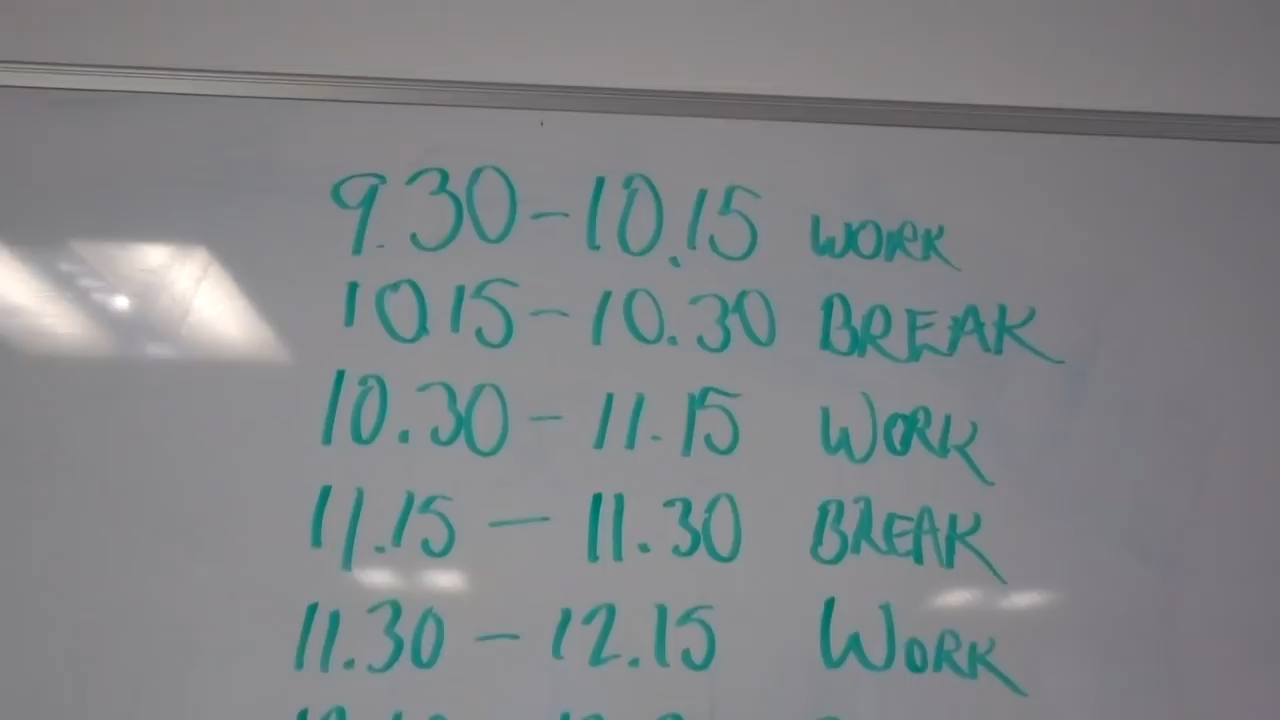 9.30 - 10.15 WORK
10.15 - 10.30 BREAK
10.30 - 11.15 WORK
11.15 - 11.30 BREAK
11.30 - 12.15 WORK